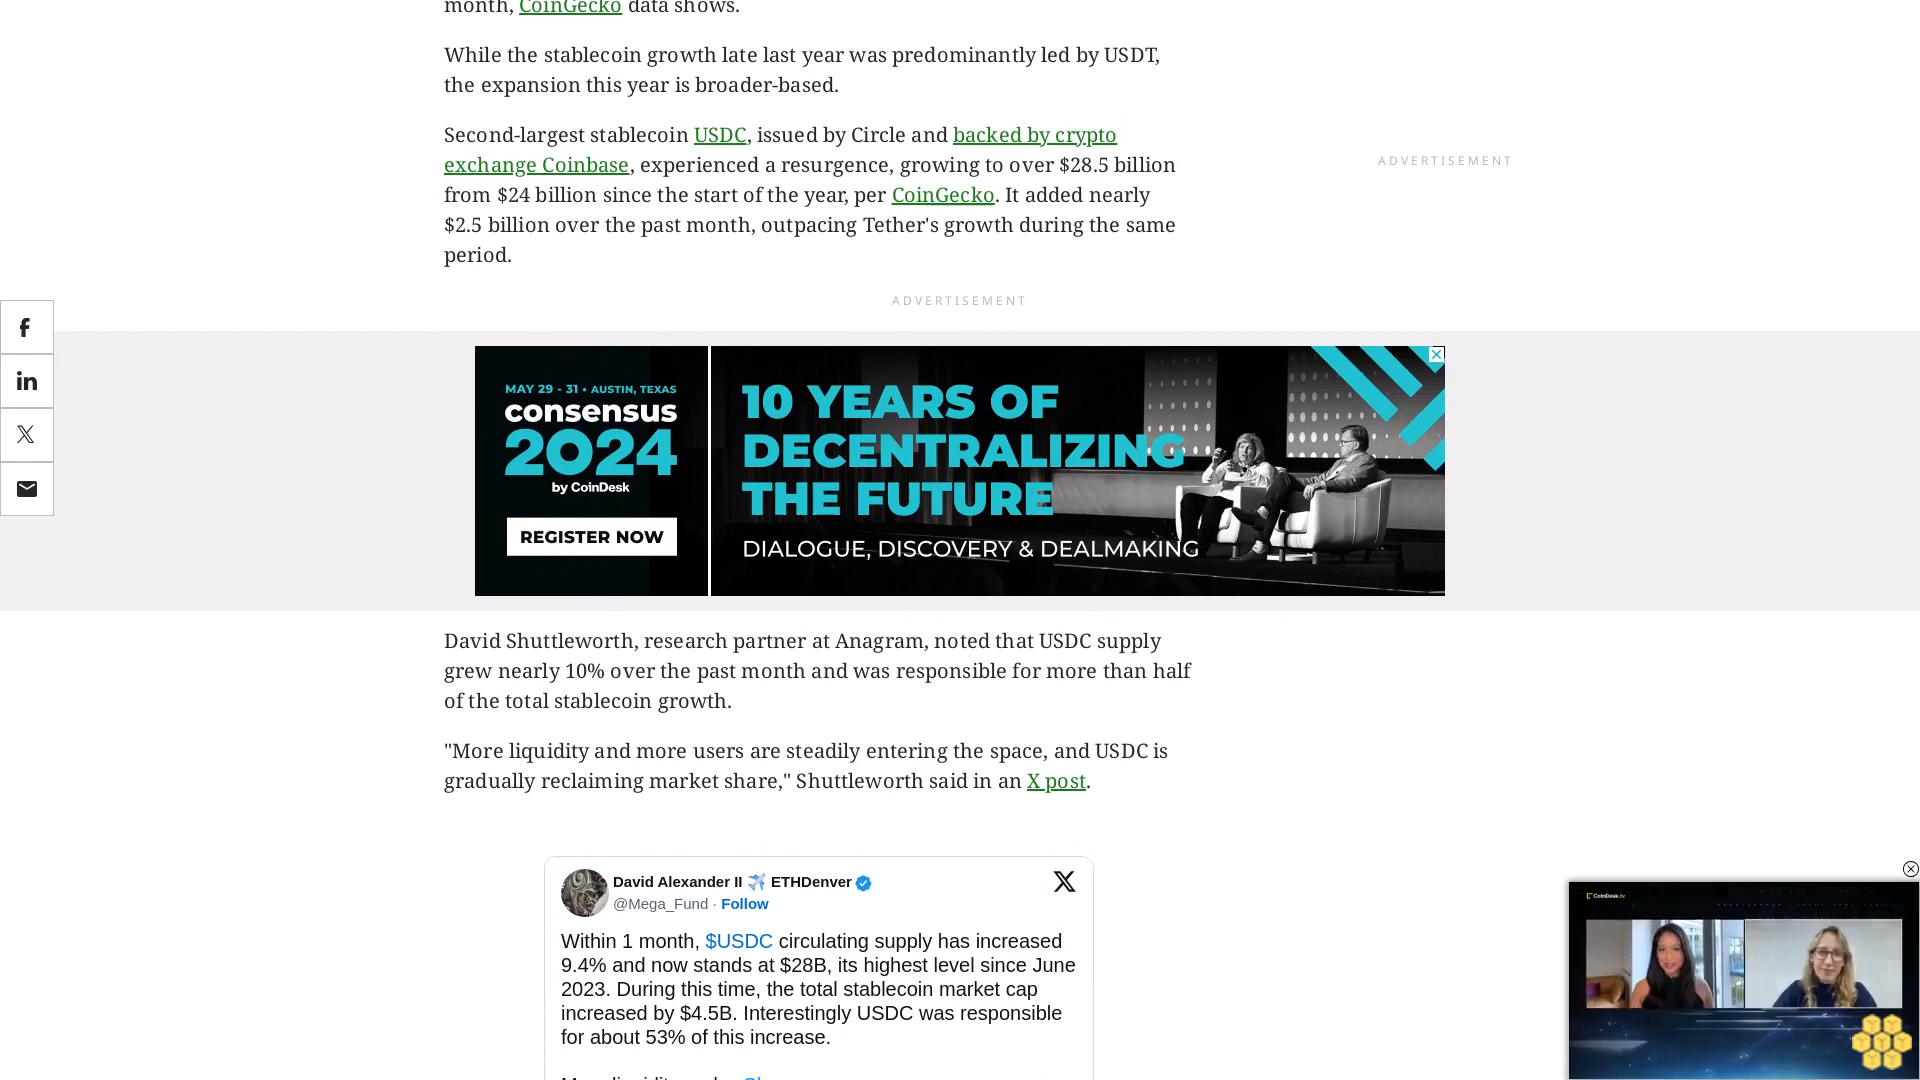 month, CoinGecko data shows.
While the stablecoin growth late last year was predominantly led by USDT,
the expansion this year is broader-based.
Second-largest stablecoin USDC, issued by Circle and backed by crypto
exchange Coinbase, experienced a resurgence, growing to over $28.5 billion
from $24 billion since the start of the year, per CoinGecko. It added nearly
$2.5 billion over the past month, outpacing Tether's growth during the same
period.
ADVERTISEMENT
ADVERTISEMENT
MAY 29 - 31 • AUSTIN, TEXAS
consensus
2024
by CoinDesk
REGISTER NOW
10 YEARS OF
DECENTRALIZING
THE FUTURE
DIALOGUE, DISCOVERY & DEALMAKING
David Shuttleworth, research partner at Anagram, noted that USDC supply
grew nearly 10% over the past month and was responsible for more than half
of the total stablecoin growth.
"More liquidity and more users are steadily entering the space, and USDC is
gradually reclaiming market share," Shuttleworth said in an X post.
David Alexander II ✈️ ETHDenver
@Mega_Fund · Follow
Within 1 month, $USDC circulating supply has increased
9.4% and now stands at $28B, its highest level since June
2023. During this time, the total stablecoin market cap
increased by $4.5B. Interestingly USDC was responsible
for about 53% of this increase.
CoinDesk.tv